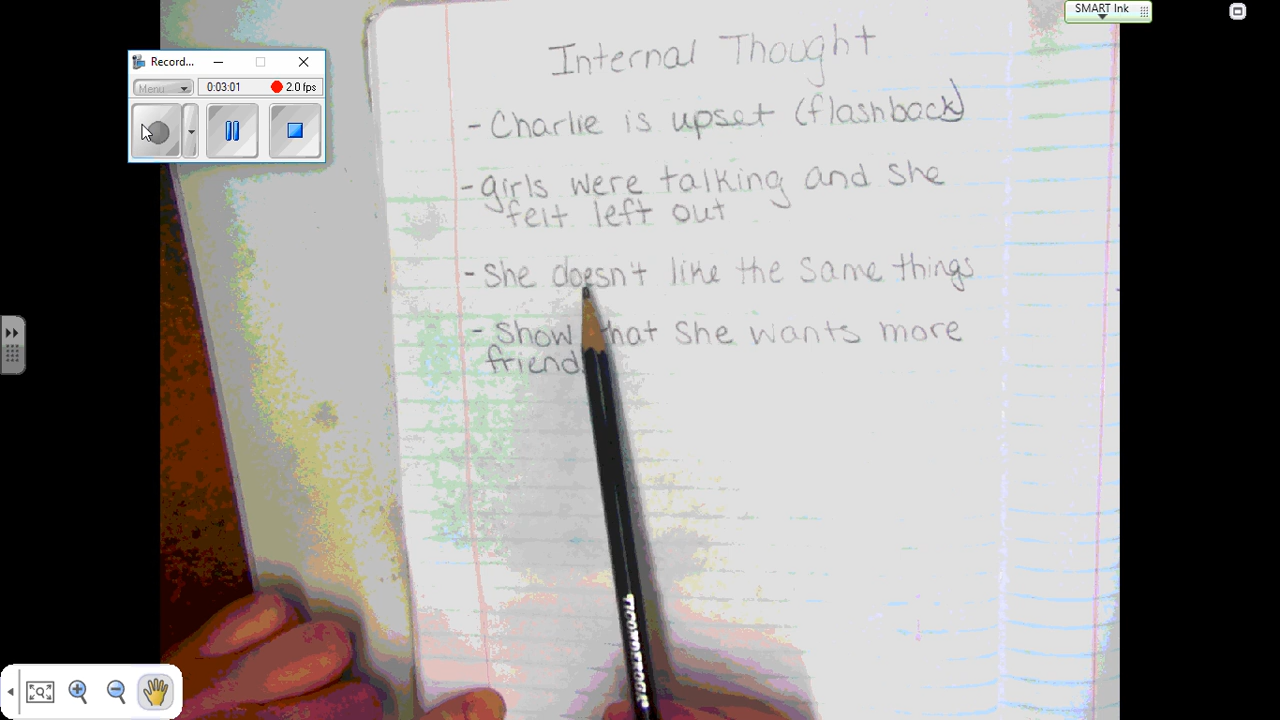 SMART Ink
Record...
Menu
0:03:01
2.0 fps
Internal Thought
- Charlie is upset (flashback)
- girls were talking and she
felt left out
- She doesn't like the same things
- Show that she wants more
friend
TICONDEROGA